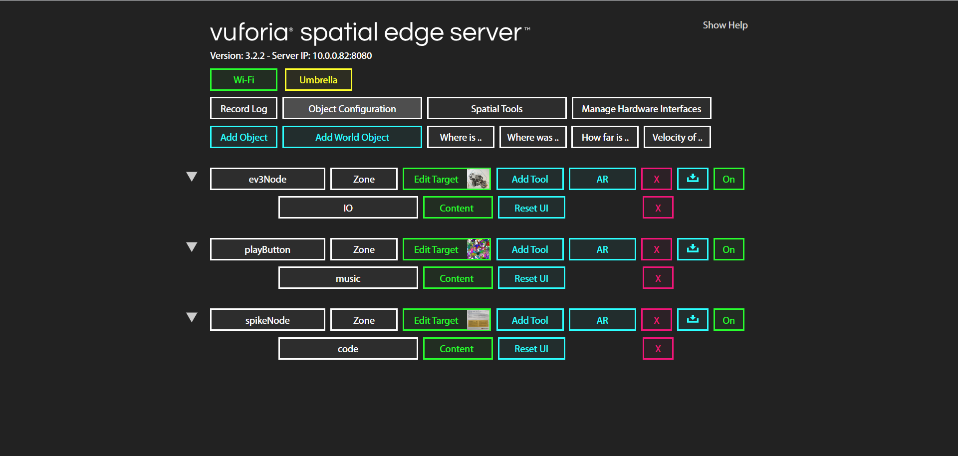 Show Help
vuforia® spatial edge server™
Version: 3.2.2 - Server IP: 10.0.0.82:8080
Wi-Fi Umbrella
Record Log Object Configuration Spatial Tools Manage Hardware Interfaces
Add Object Add World Object Where is .. Where was .. How far is .. Velocity of ..
ev3Node Zone Edit Target Add Tool AR X On
IO Content Reset UI X
playButton Zone Edit Target Add Tool AR X On
music Content Reset UI X
spikeNode Zone Edit Target Add Tool AR X On
code Content Reset UI X